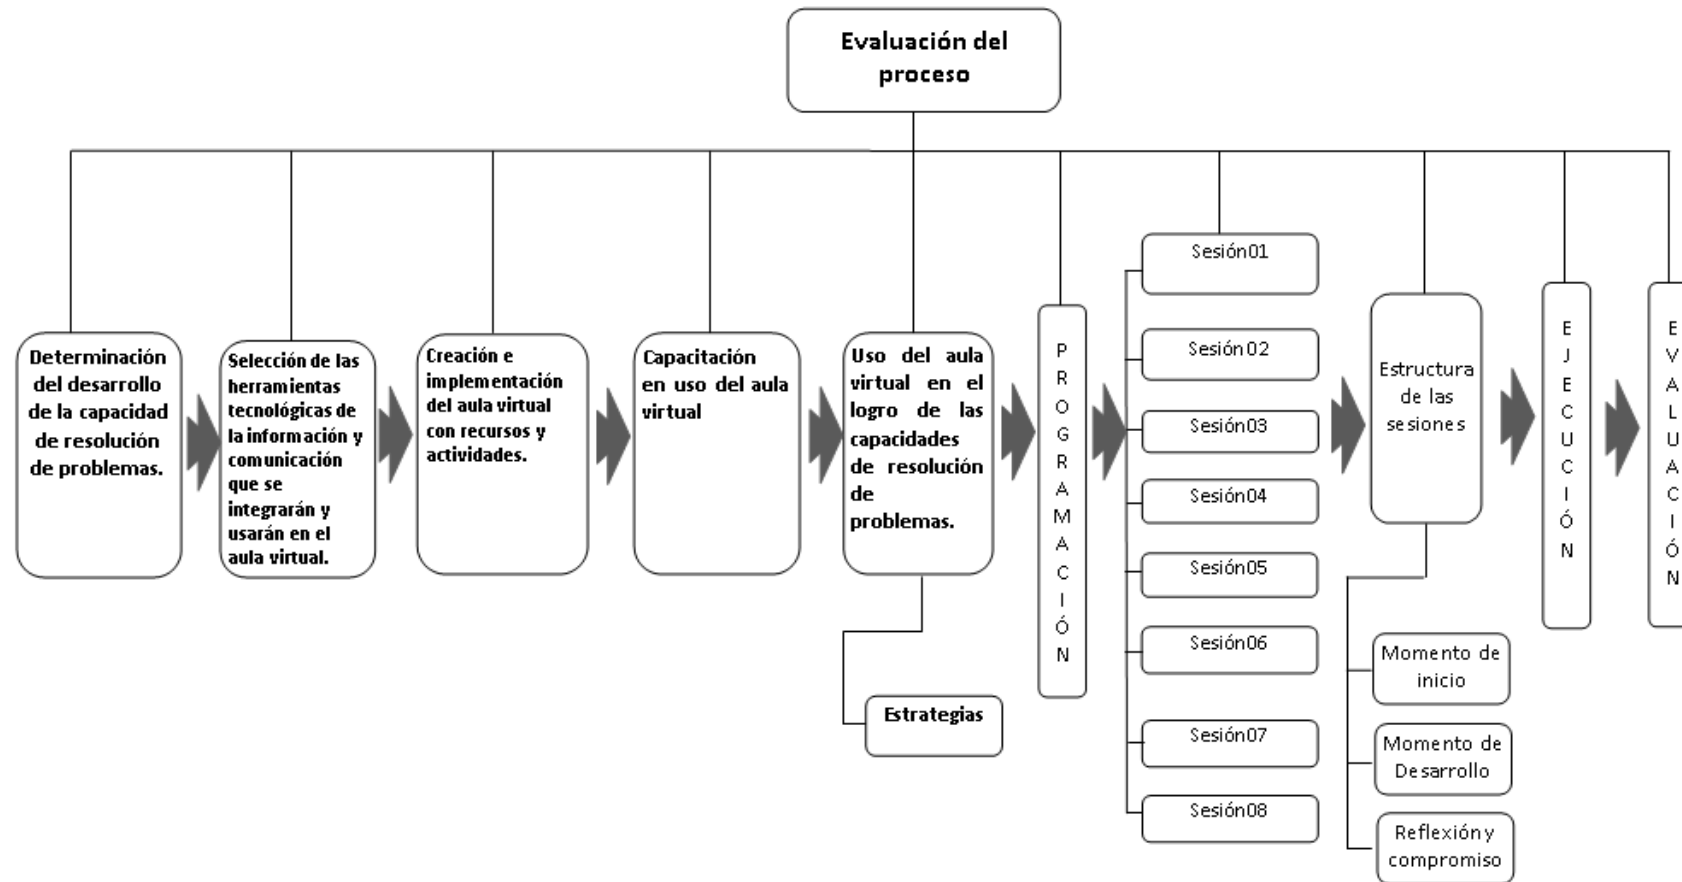 Evaluación del
proceso
Determinación
del desarrollo
de la capacidad
de resolución
de problemas.
Selección de las
herramientas
tecnológicas de
la información y
comunicación
que se
integrarán y
usarán en el
aula virtual.
Creación e
implementación
del aula virtual
con recursos y
actividades.
Capacitación
en uso del aula
virtual
Uso del aula
virtual en el
logro de las
capacidades
de resolución
de
problemas.
Estrategias
PROGRAMACIÓN
Sesión01
Sesión02
Sesión03
Sesión04
Sesión05
Sesión06
Sesión07
Sesión08
Estructura
de las
sesiones
Momento de
inicio
Momento de
Desarrollo
Reflexión y
compromiso
EJECUCIÓN
EVALUACIÓN